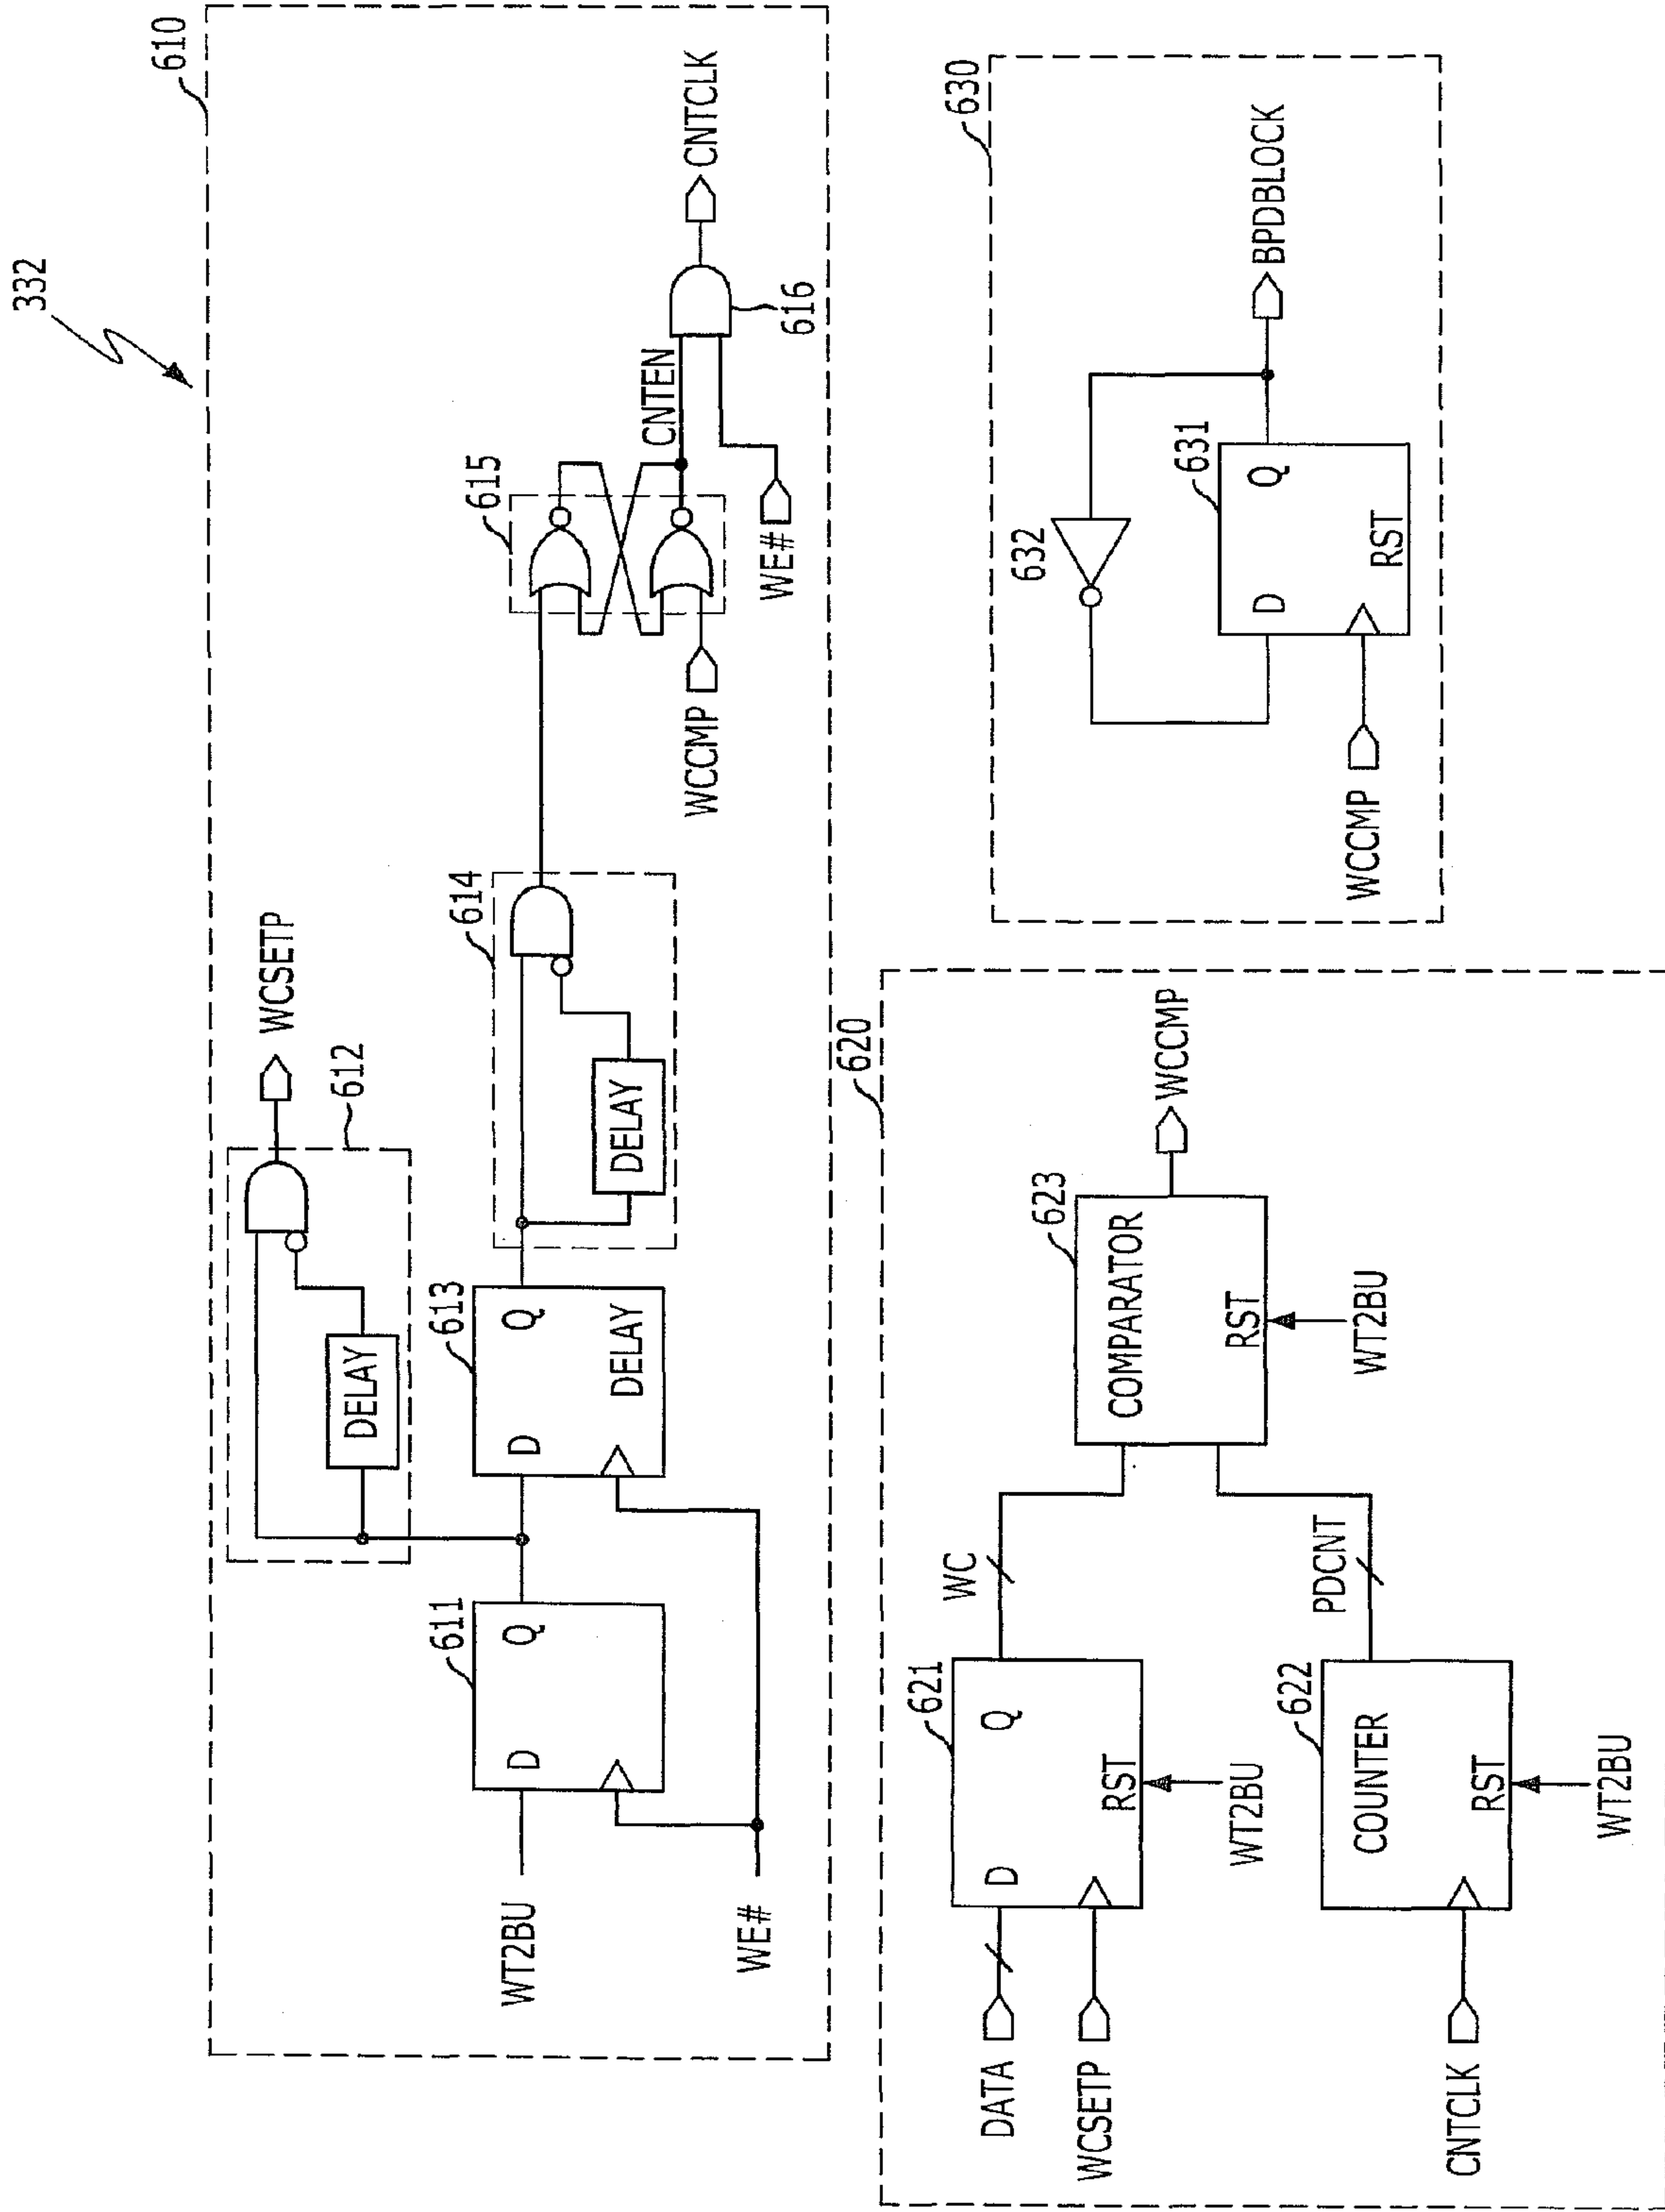 332
610
WCSETP
612
DELAY
611
D
Q
613
D
Q
DELAY
614
DELAY
615
CNTEN
CNTCLK
616
WCCMP
WE#
WT2BU
WE#
620
621
D
Q
RST
WT2BU
DATA
WCSETP
WC
622
COUNTER
RST
WT2BU
CNTCLK
PDCNT
623
COMPARATOR
RST
WT2BU
WCCMP
630
632
631
D
Q
RST
WCCMP
BPDBLOCK